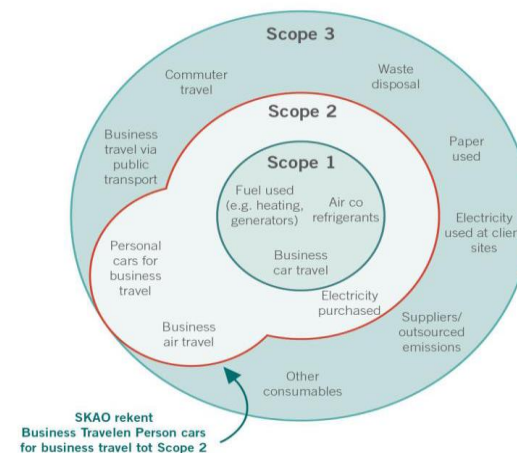 Scope 3
Commuter
travel
Waste
disposal
Scope 2
Business
travel via
public
transport
Paper
used
Scope 1
Fuel used
(e.g. heating,
generators)
Air co
refrigerants
Electricity
used at client
sites
Personal
cars for
business
travel
Business
car travel
Electricity
purchased
Suppliers/
outsourced
emissions
Business
air travel
Other
consumables
SKAO rekent
Business Travelen Person cars
for business travel tot Scope 2